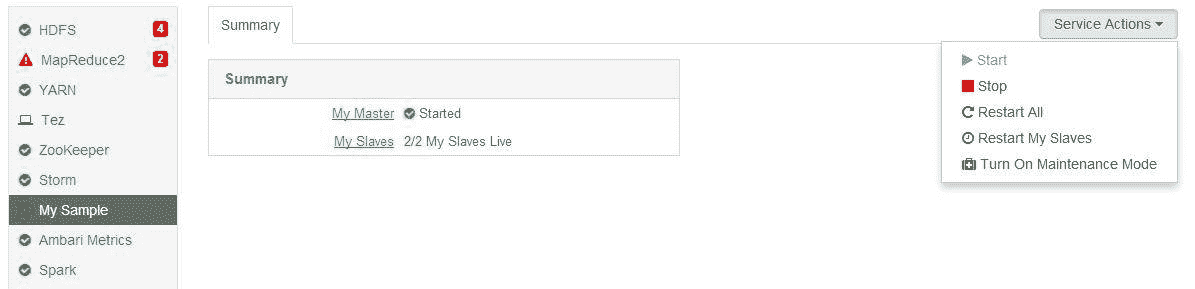 HDFS 4
MapReduce2 2
YARN
Tez
ZooKeeper
Storm
My Sample
Ambari Metrics
Spark
Summary
Summary
My Master Started
My Slaves 2/2 My Slaves Live
Service Actions
Start
Stop
Restart All
Restart My Slaves
Turn On Maintenance Mode